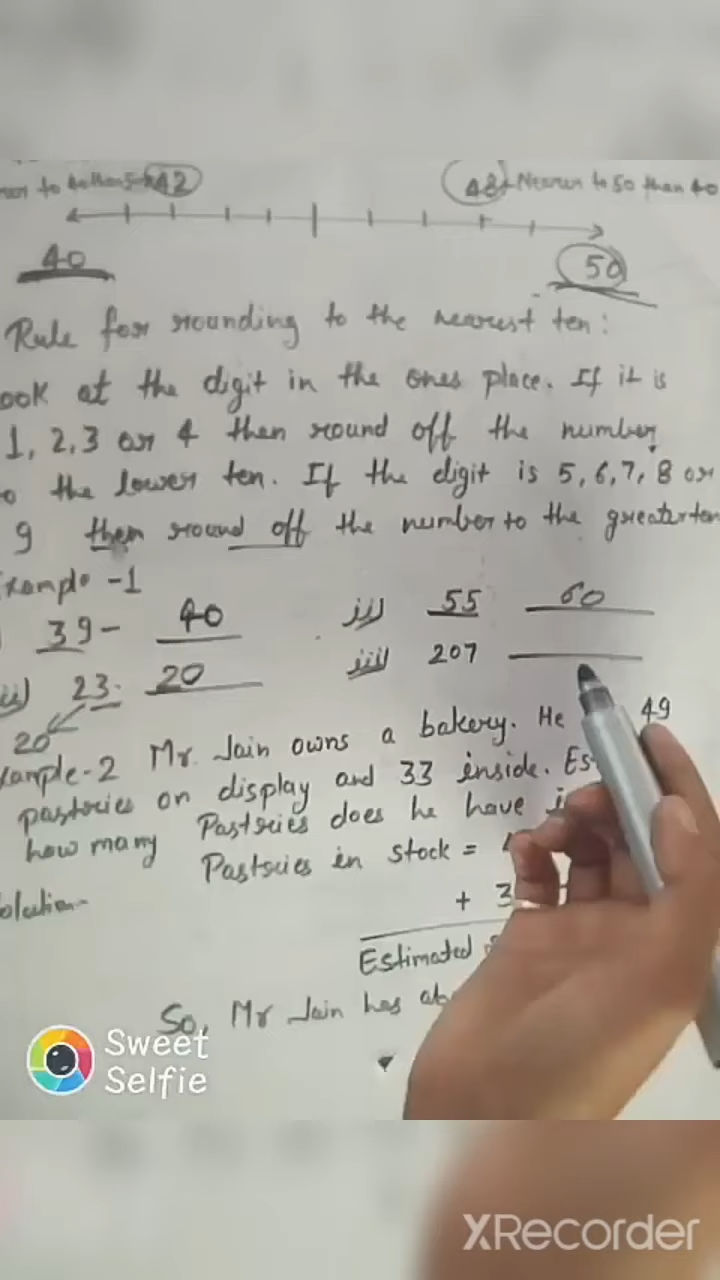 42
48 Nearer to 50 than 40
40
50
Rule for rounding to the nearest ten:
ook at the digit in the ones place. If it is
1, 2, 3 or 4 then round off the number
o the lower ten. If the digit is 5, 6, 7, 8 or
9 then round off the number to the greater ten
xample -1
39- 40 ii) 55 60
ii) 23- 20 iii) 207
20
xample-2 Mr. Jain owns a bakery. He 49
pastries on display and 33 inside. Es
how many Pastries does he have i
Pastries in stock =
olution-
+ 3
Estimated
So, Mr Jain has ab
Sweet
Selfie
XRecorder